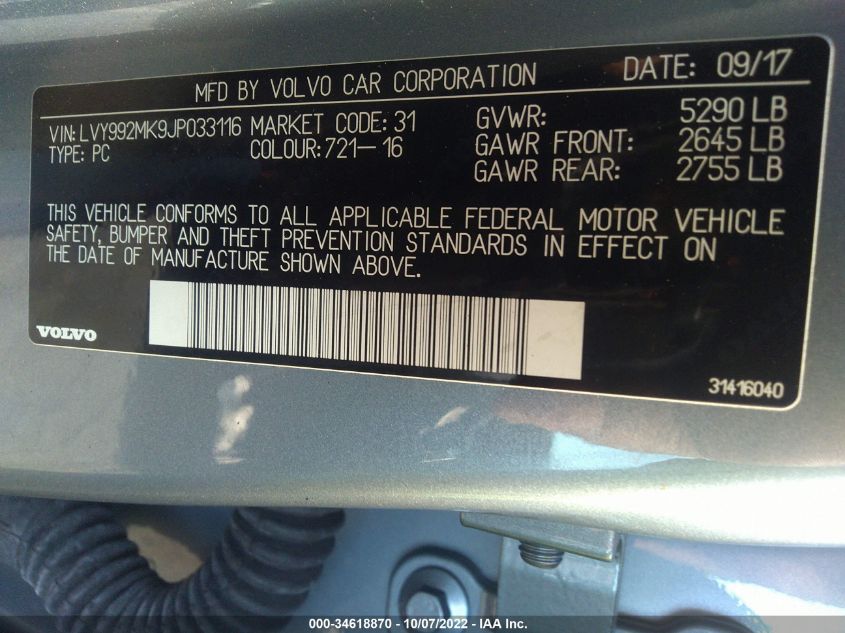 MFD BY VOLVO CAR CORPORATION DATE: 09/17
VIN: LVY992MK9JP033116 MARKET CODE: 31 GVWR: 5290 LB
TYPE: PC COLOUR: 721-16 GAWR FRONT: 2645 LB
GAWR REAR: 2755 LB
THIS VEHICLE CONFORMS TO ALL APPLICABLE FEDERAL MOTOR VEHICLE
SAFETY, BUMPER AND THEFT PREVENTION STANDARDS IN EFFECT ON
THE DATE OF MANUFACTURE SHOWN ABOVE.
VOLVO
31416040
000-34618870 - 10/07/2022 - IAA Inc.